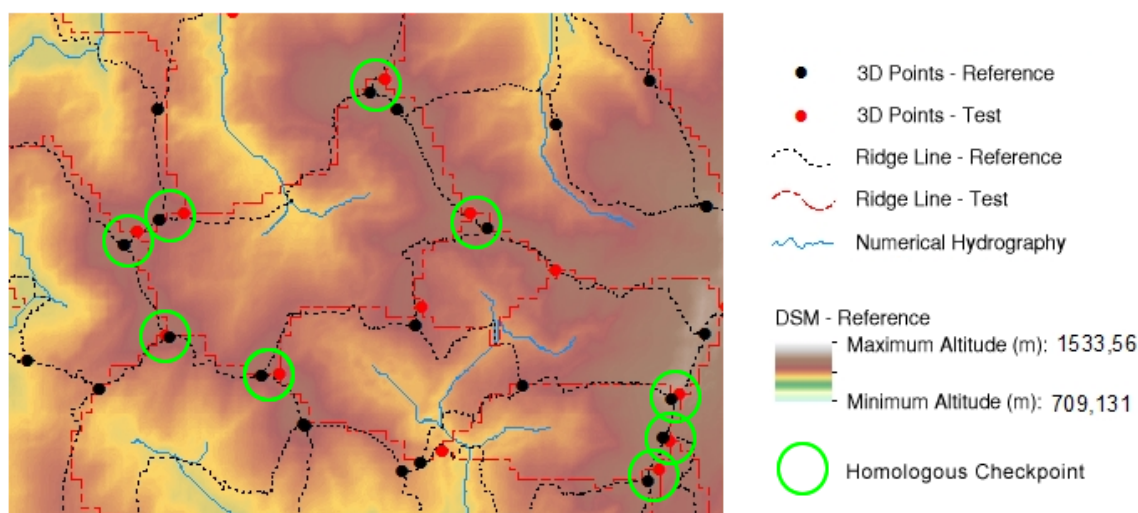 3D Points - Reference
3D Points - Test
Ridge Line - Reference
Ridge Line - Test
Numerical Hydrography
DSM - Reference
Maximum Altitude (m): 1533,56
Minimum Altitude (m): 709,131
Homologous Checkpoint